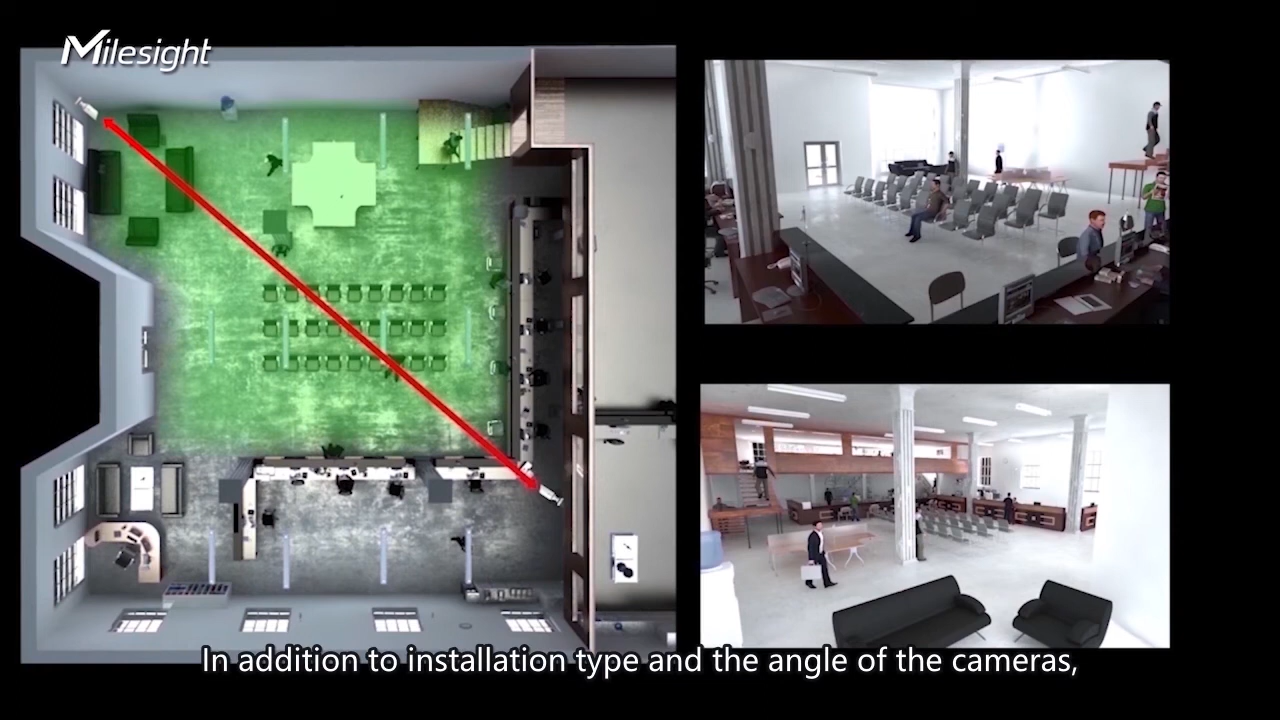 Milesight
In addition to installation type and the angle of the cameras,